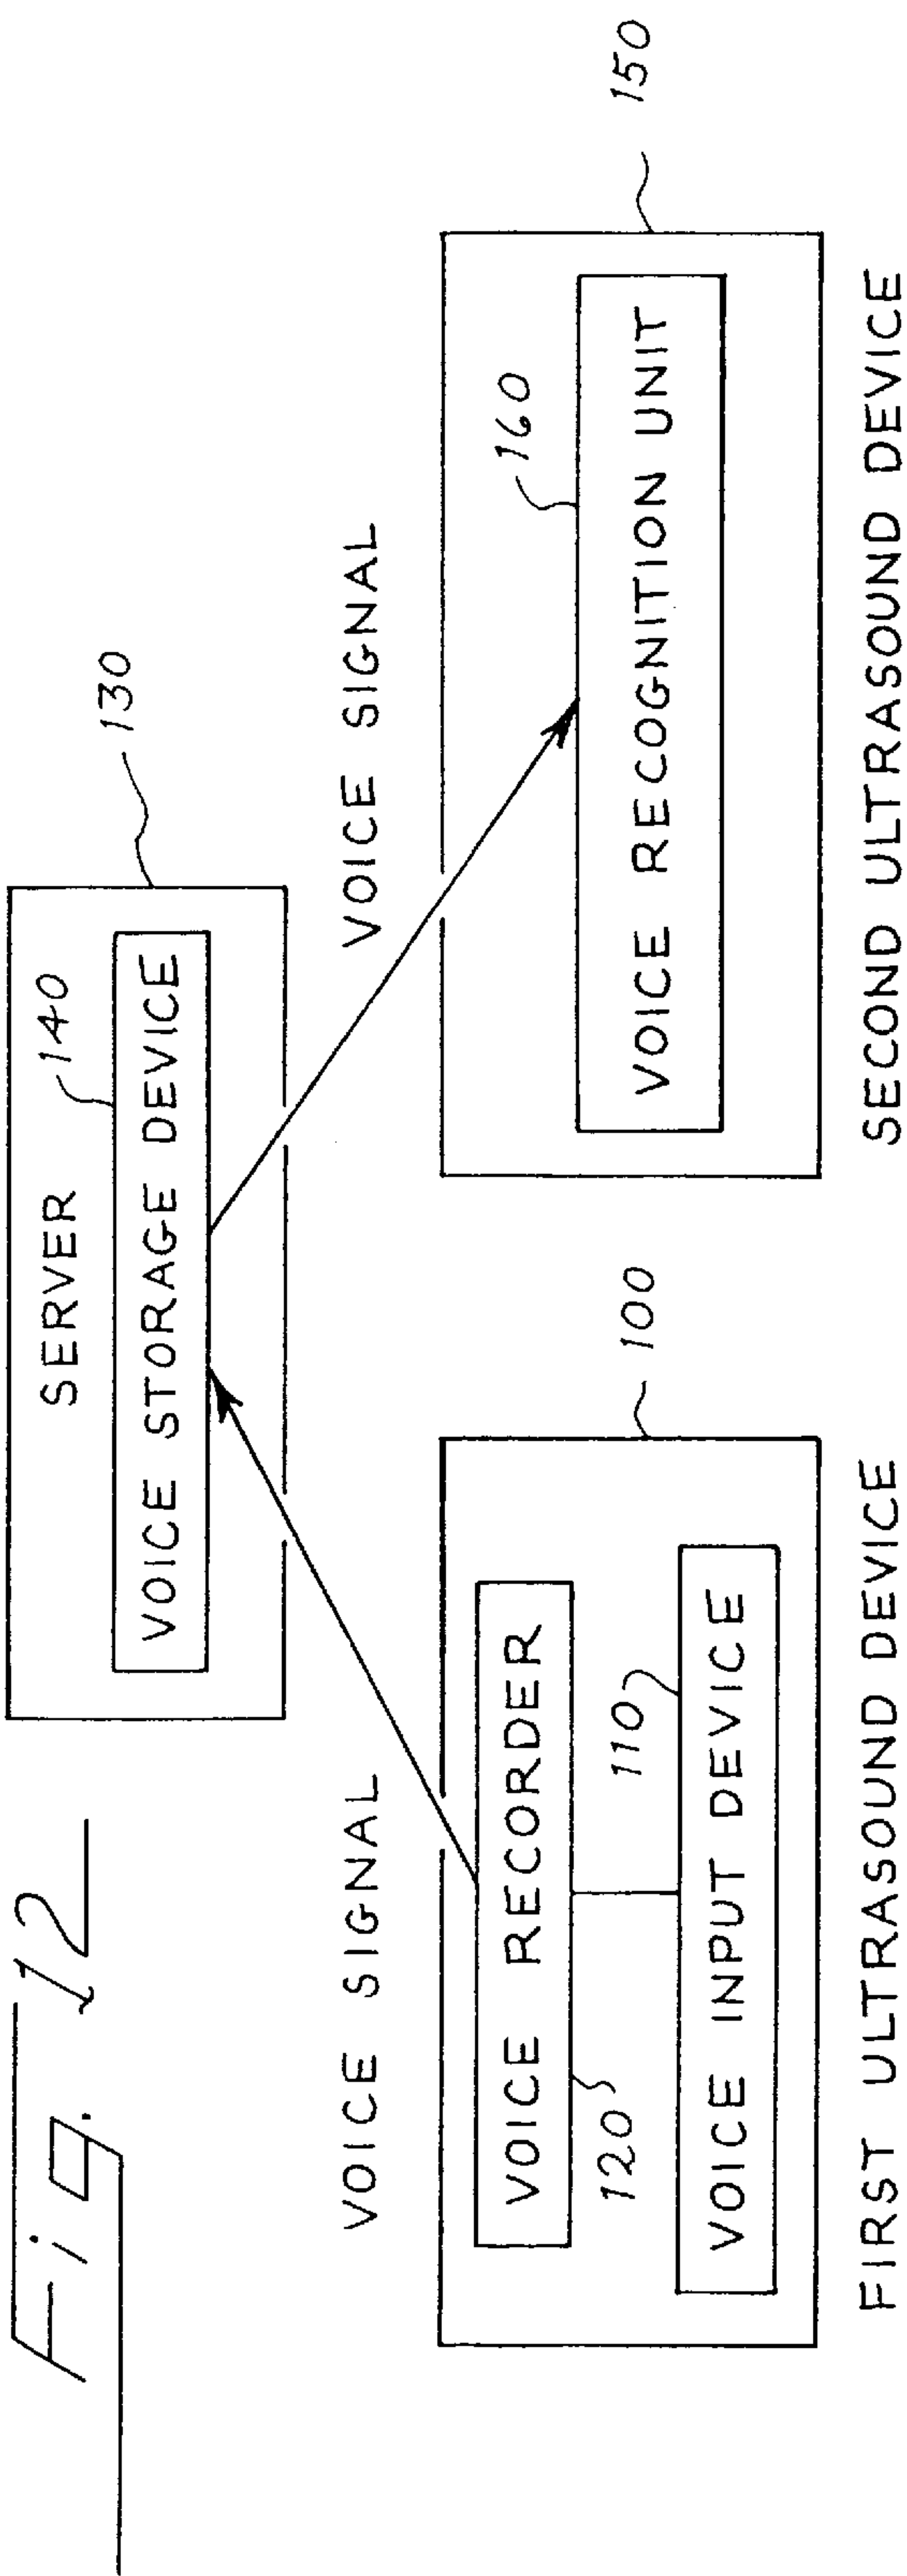 Fig. 12
SERVER
130
140
VOICE STORAGE DEVICE
VOICE SIGNAL
VOICE SIGNAL
100
VOICE RECORDER
120
110
VOICE INPUT DEVICE
FIRST ULTRASOUND DEVICE
150
160
VOICE RECOGNITION UNIT
SECOND ULTRASOUND DEVICE